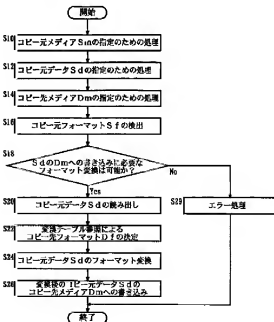 開始
S10
コピー元メディアSmの指定のための処理
S12
コピー元データSdの指定のための処理
S14
コピー先メディアDmの指定のための処理
S16
コピー元フォーマットSfの検出
S18
SdのDmへの書き込みに必要な
フォーマット変換は可能か?
No
Yes
S20
コピー元データSdの読み出し
S29
エラー処理
S22
変換テーブル参照による
コピー先フォーマットDfの決定
S24
コピー元データSdのフォーマット変換
S26
変換後のコピー元データSdの
コピー先メディアDmへの書き込み
終了